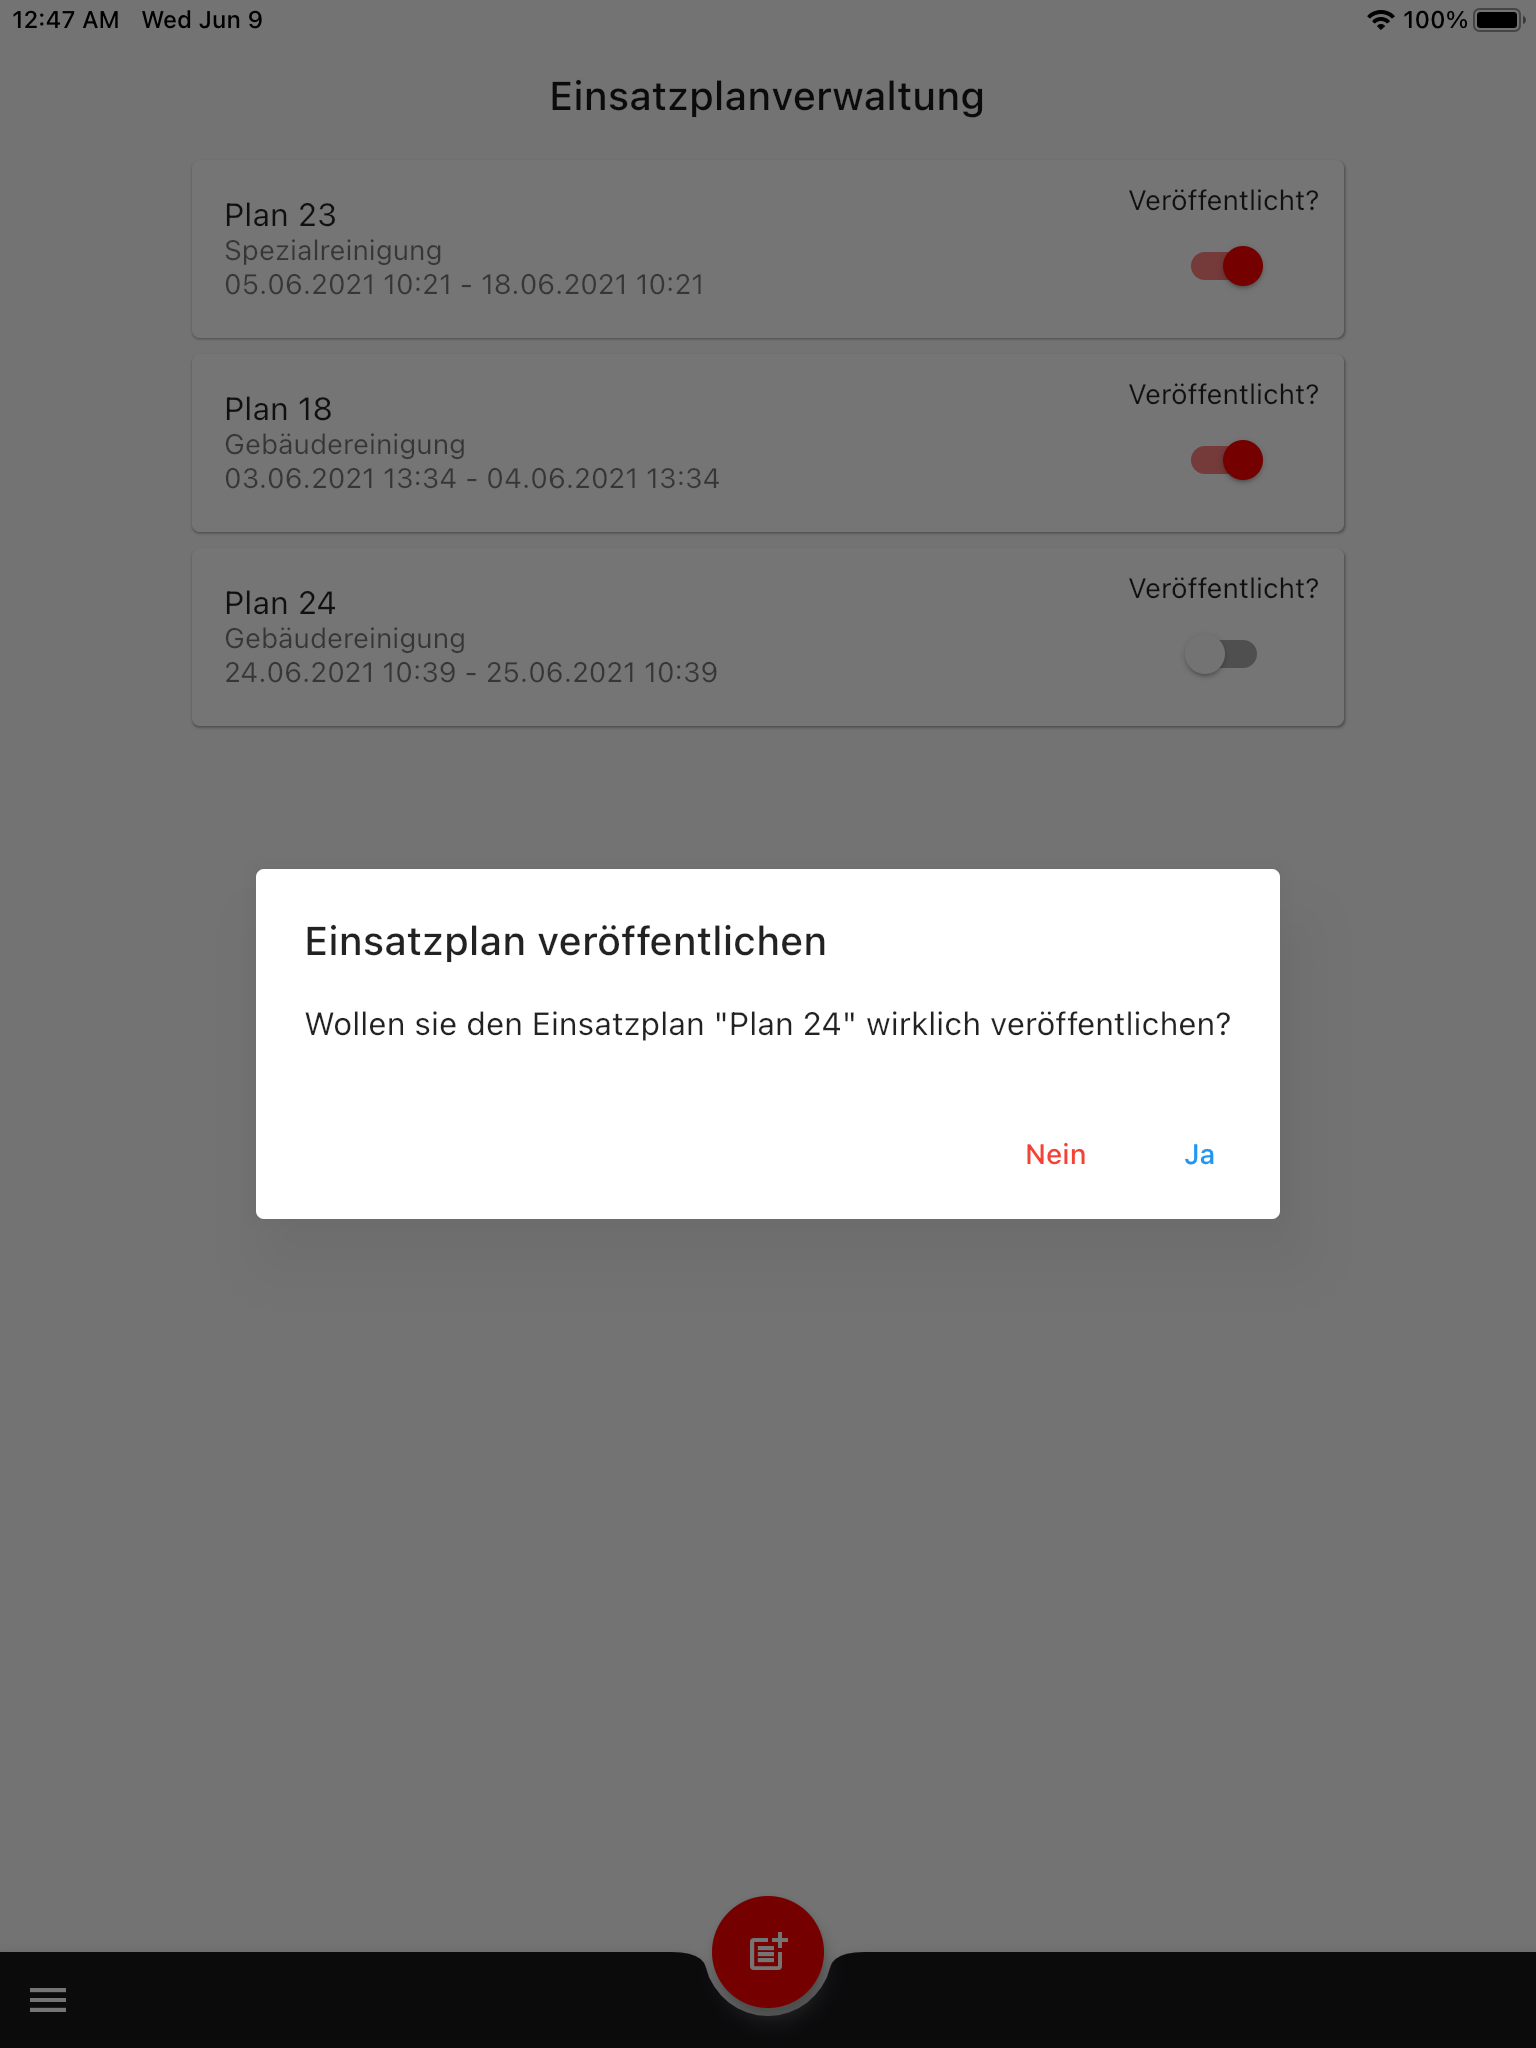 12:47 AM Wed Jun 9 100%
Einsatzplanverwaltung
Plan 23
Spezialreinigung
05.06.2021 10:21 - 18.06.2021 10:21
Veröffentlicht?
Plan 18
Gebäudereinigung
03.06.2021 13:34 - 04.06.2021 13:34
Veröffentlicht?
Plan 24
Gebäudereinigung
24.06.2021 10:39 - 25.06.2021 10:39
Veröffentlicht?
Einsatzplan veröffentlichen
Wollen sie den Einsatzplan "Plan 24" wirklich veröffentlichen?
Nein Ja